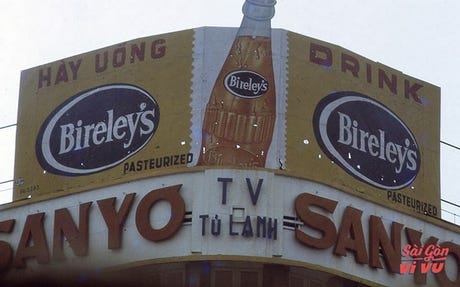 HÃY UỐNG
DRINK
Bireley's
Bireley's
Bireley's
PASTEURIZED
PASTEURIZED
SANYO
TV
TỦ LẠNH
SANYO
Sài Gòn
Vi VU